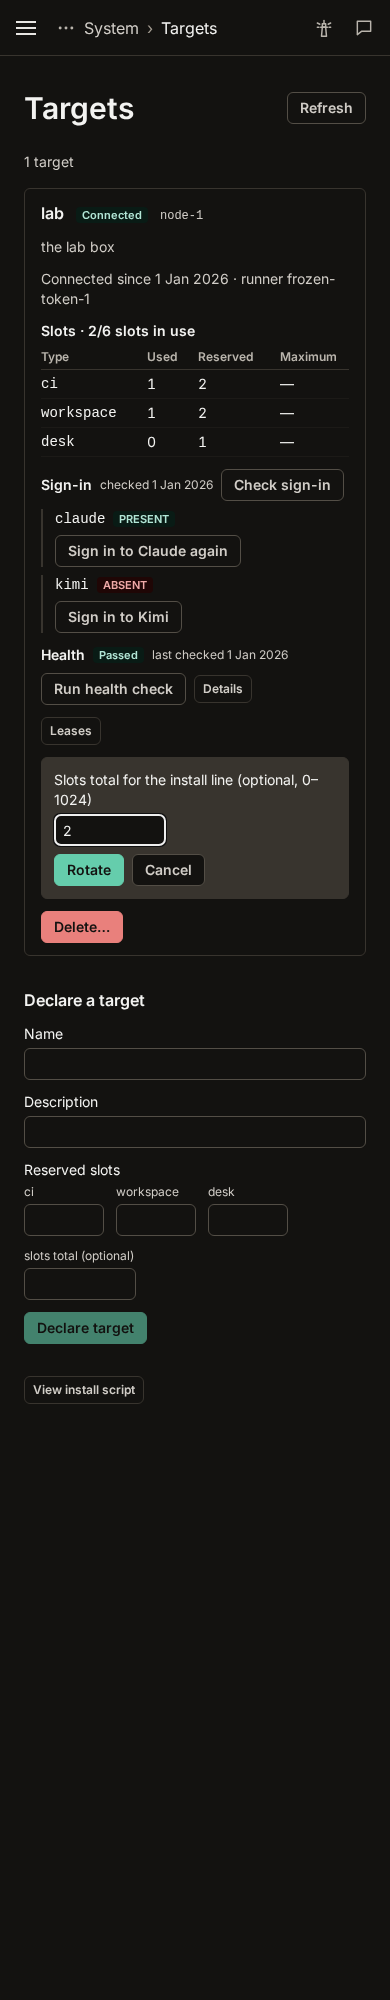 System › Targets
Targets
Refresh
1 target
lab Connected node-1
the lab box
Connected since 1 Jan 2026 · runner frozen-
token-1
Slots · 2/6 slots in use
Type Used Reserved Maximum
ci 1 2 —
workspace 1 2 —
desk 0 1 —
Sign-in checked 1 Jan 2026 Check sign-in
claude PRESENT
Sign in to Claude again
kimi ABSENT
Sign in to Kimi
Health Passed last checked 1 Jan 2026
Run health check Details
Leases
Slots total for the install line (optional, 0–
1024)
2
Rotate Cancel
Delete...
Declare a target
Name
Description
Reserved slots
ci workspace desk
slots total (optional)
Declare target
View install script